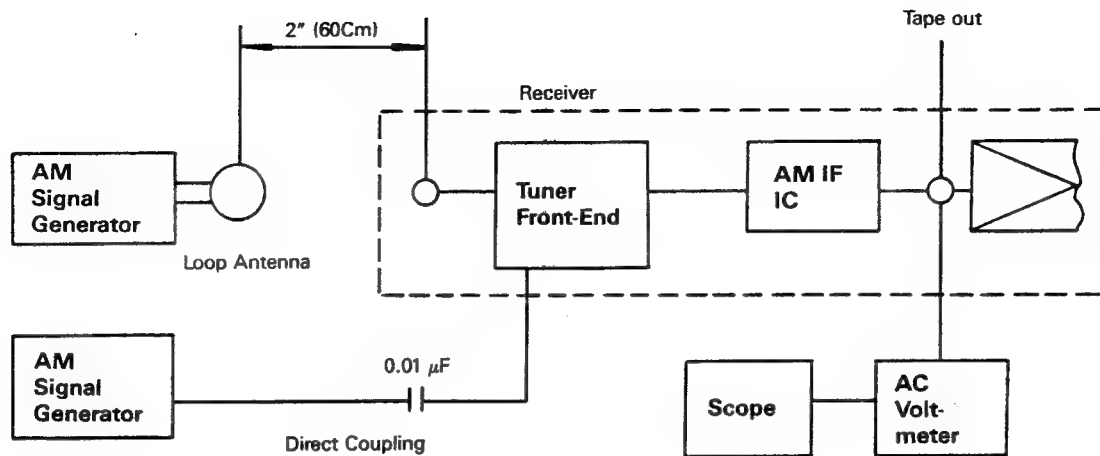 2" (60Cm)
Tape out
Receiver
AM
Signal
Generator
Loop Antenna
Tuner
Front-End
AM IF
IC
AM
Signal
Generator
0.01 μF
Direct Coupling
Scope
AC
Volt-
meter